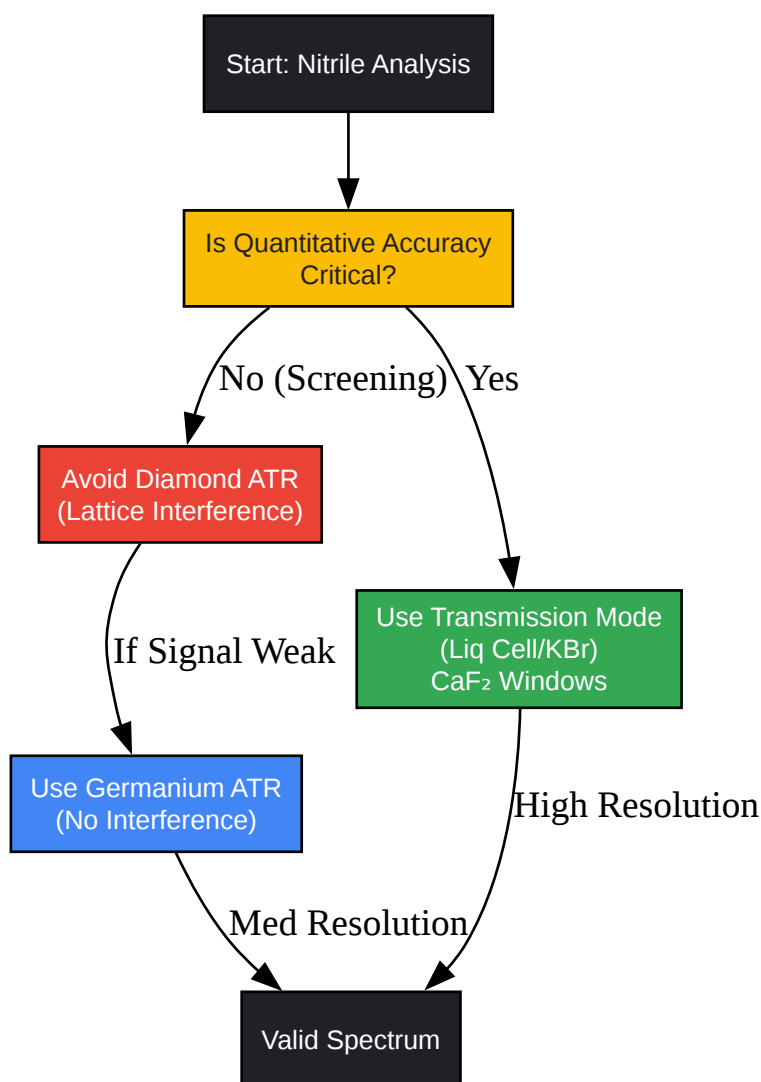 Start: Nitrile Analysis
Is Quantitative Accuracy
Critical?
No (Screening)
Yes
Avoid Diamond ATR
(Lattice Interference)
Use Transmission Mode
(Liq Cell/KBr)
CaF₂ Windows
If Signal Weak
Use Germanium ATR
(No Interference)
High Resolution
Med Resolution
Valid Spectrum